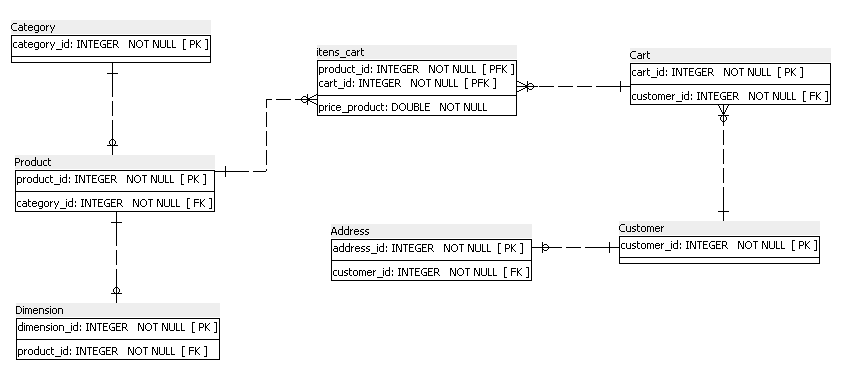 Category
category_id: INTEGER NOT NULL [ PK ]
itens_cart
product_id: INTEGER NOT NULL [ PFK ]
cart_id: INTEGER NOT NULL [ PFK ]
price_product: DOUBLE NOT NULL
Cart
cart_id: INTEGER NOT NULL [ PK ]
customer_id: INTEGER NOT NULL [ FK ]
Product
product_id: INTEGER NOT NULL [ PK ]
category_id: INTEGER NOT NULL [ FK ]
Address
address_id: INTEGER NOT NULL [ PK ]
customer_id: INTEGER NOT NULL [ FK ]
Customer
customer_id: INTEGER NOT NULL [ PK ]
Dimension
dimension_id: INTEGER NOT NULL [ PK ]
product_id: INTEGER NOT NULL [ FK ]